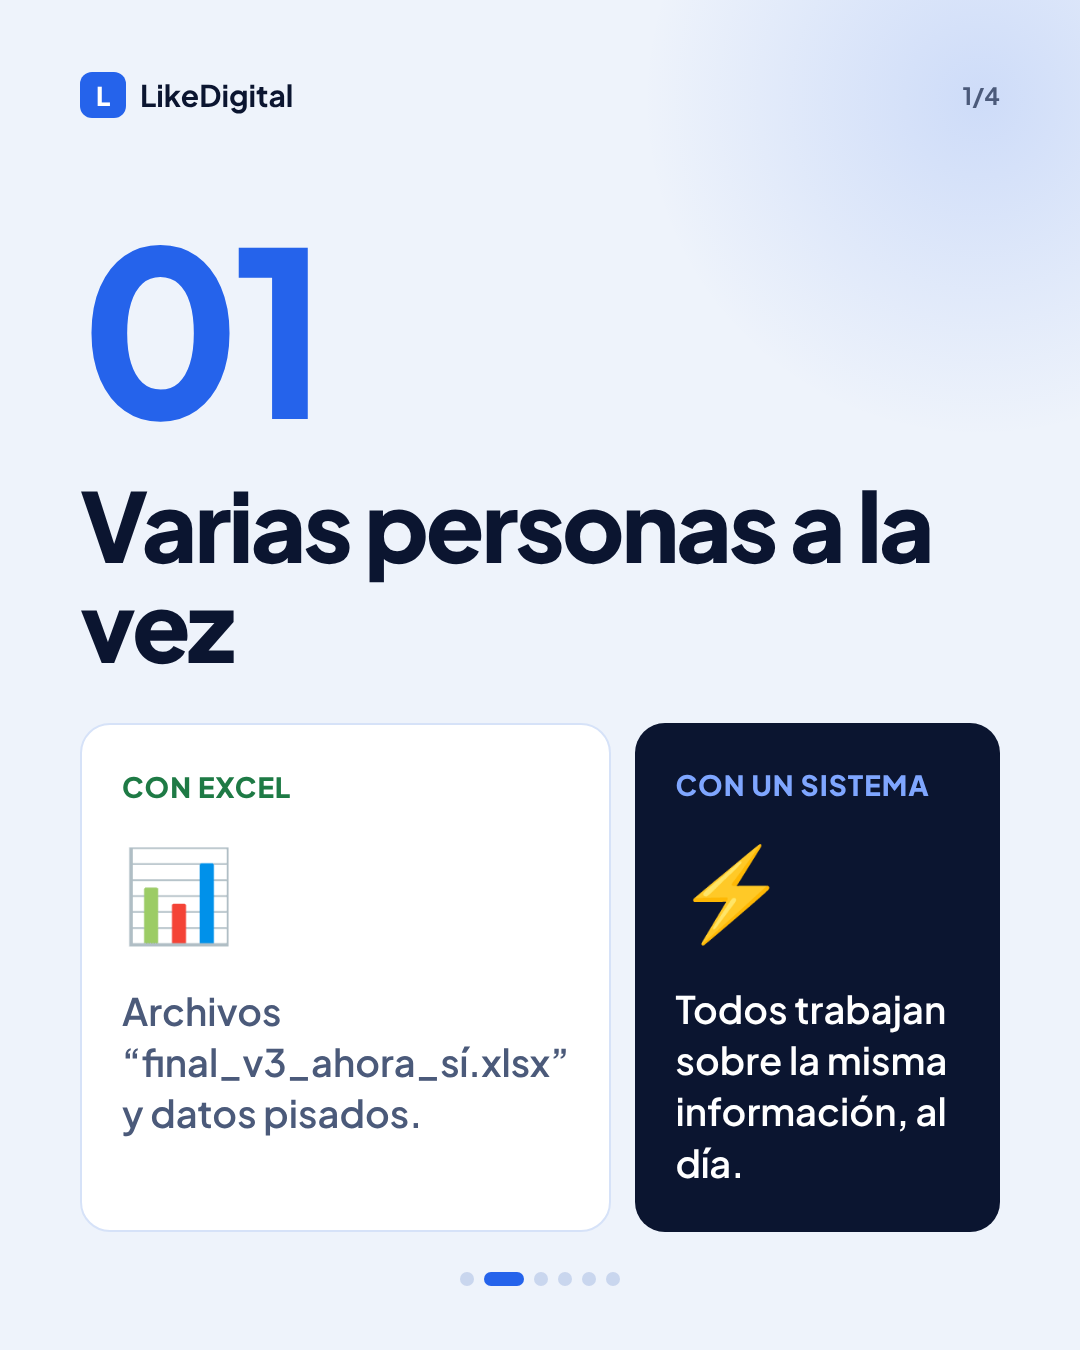 L LikeDigital
1/4
01
Varias personas a la
vez
CON EXCEL
Archivos
“final_v3_ahora_sí.xlsx”
y datos pisados.
CON UN SISTEMA
Todos trabajan
sobre la misma
información, al
día.